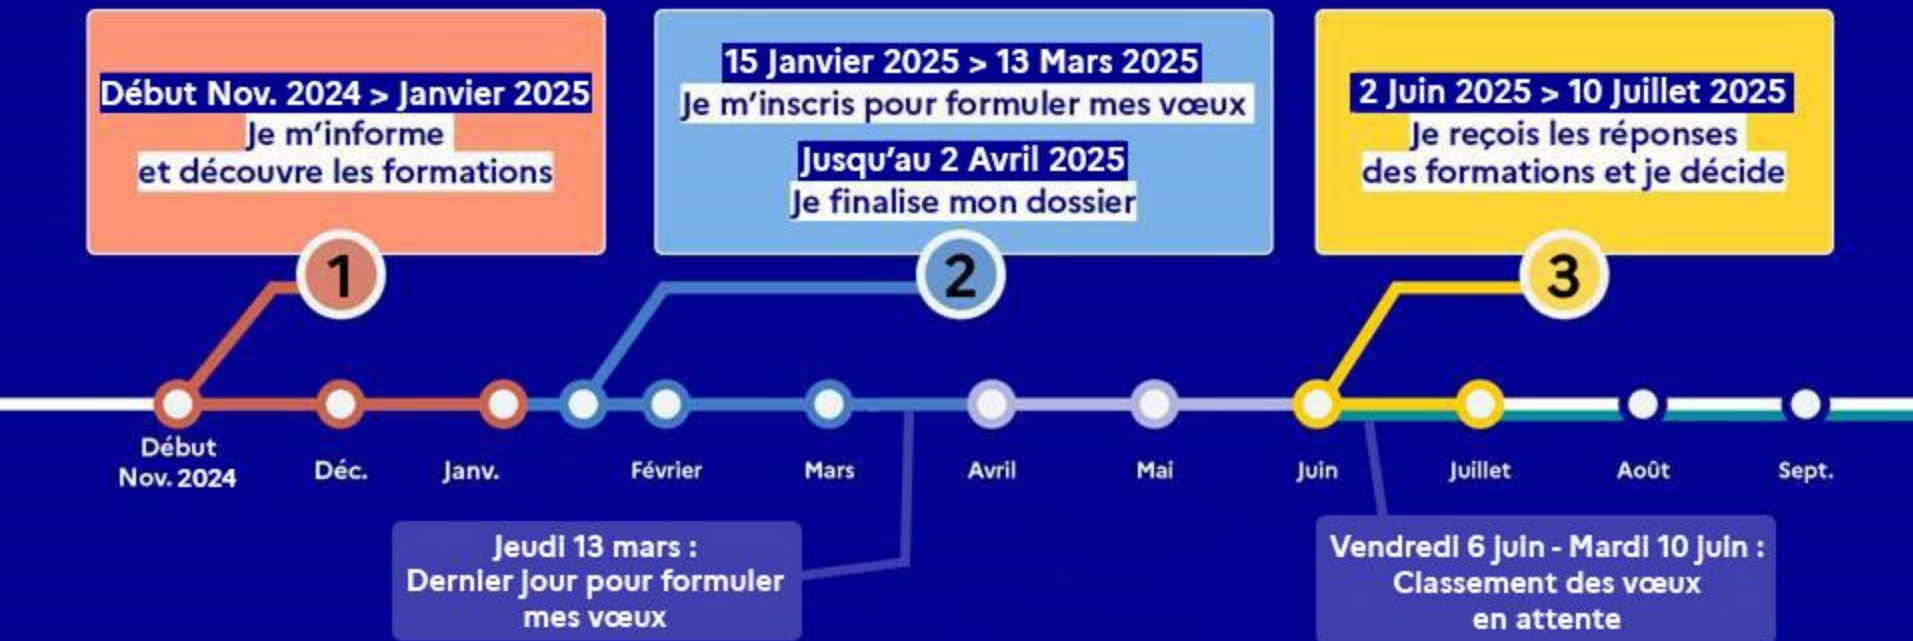 Début Nov. 2024 > Janvier 2025
Je m'informe
et découvre les formations
1
15 Janvier 2025 > 13 Mars 2025
Je m'inscris pour formuler mes vœux
Jusqu'au 2 Avril 2025
Je finalise mon dossier
2
2 Juin 2025 > 10 Juillet 2025
Je reçois les réponses
des formations et je décide
3
Début
Nov. 2024
Déc.
Janv.
Février
Mars
Avril
Mai
Juin
Juillet
Août
Sept.
Jeudi 13 mars :
Dernier jour pour formuler
mes vœux
Vendredi 6 juin - Mardi 10 juin :
Classement des vœux
en attente